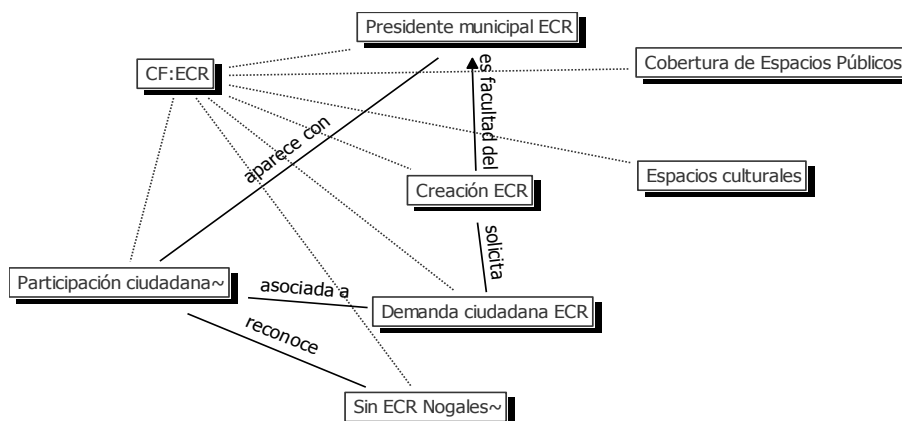 Presidente municipal ECR
CF:ECR
Cobertura de Espacios Públicos
es facultad del
aparece con
Espacios culturales
Creación ECR
solicita
Participación ciudadana~
asociada a
Demanda ciudadana ECR
reconoce
Sin ECR Nogales~